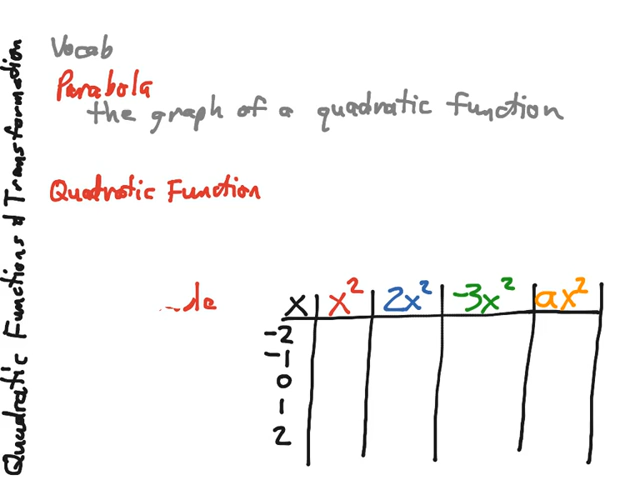 Quadratic Functions & Transformation
Vocab
Parabola
the graph of a quadratic function
Quadratic Function
x x² 2x² -3x² ax²
-2
-1
0
1
2